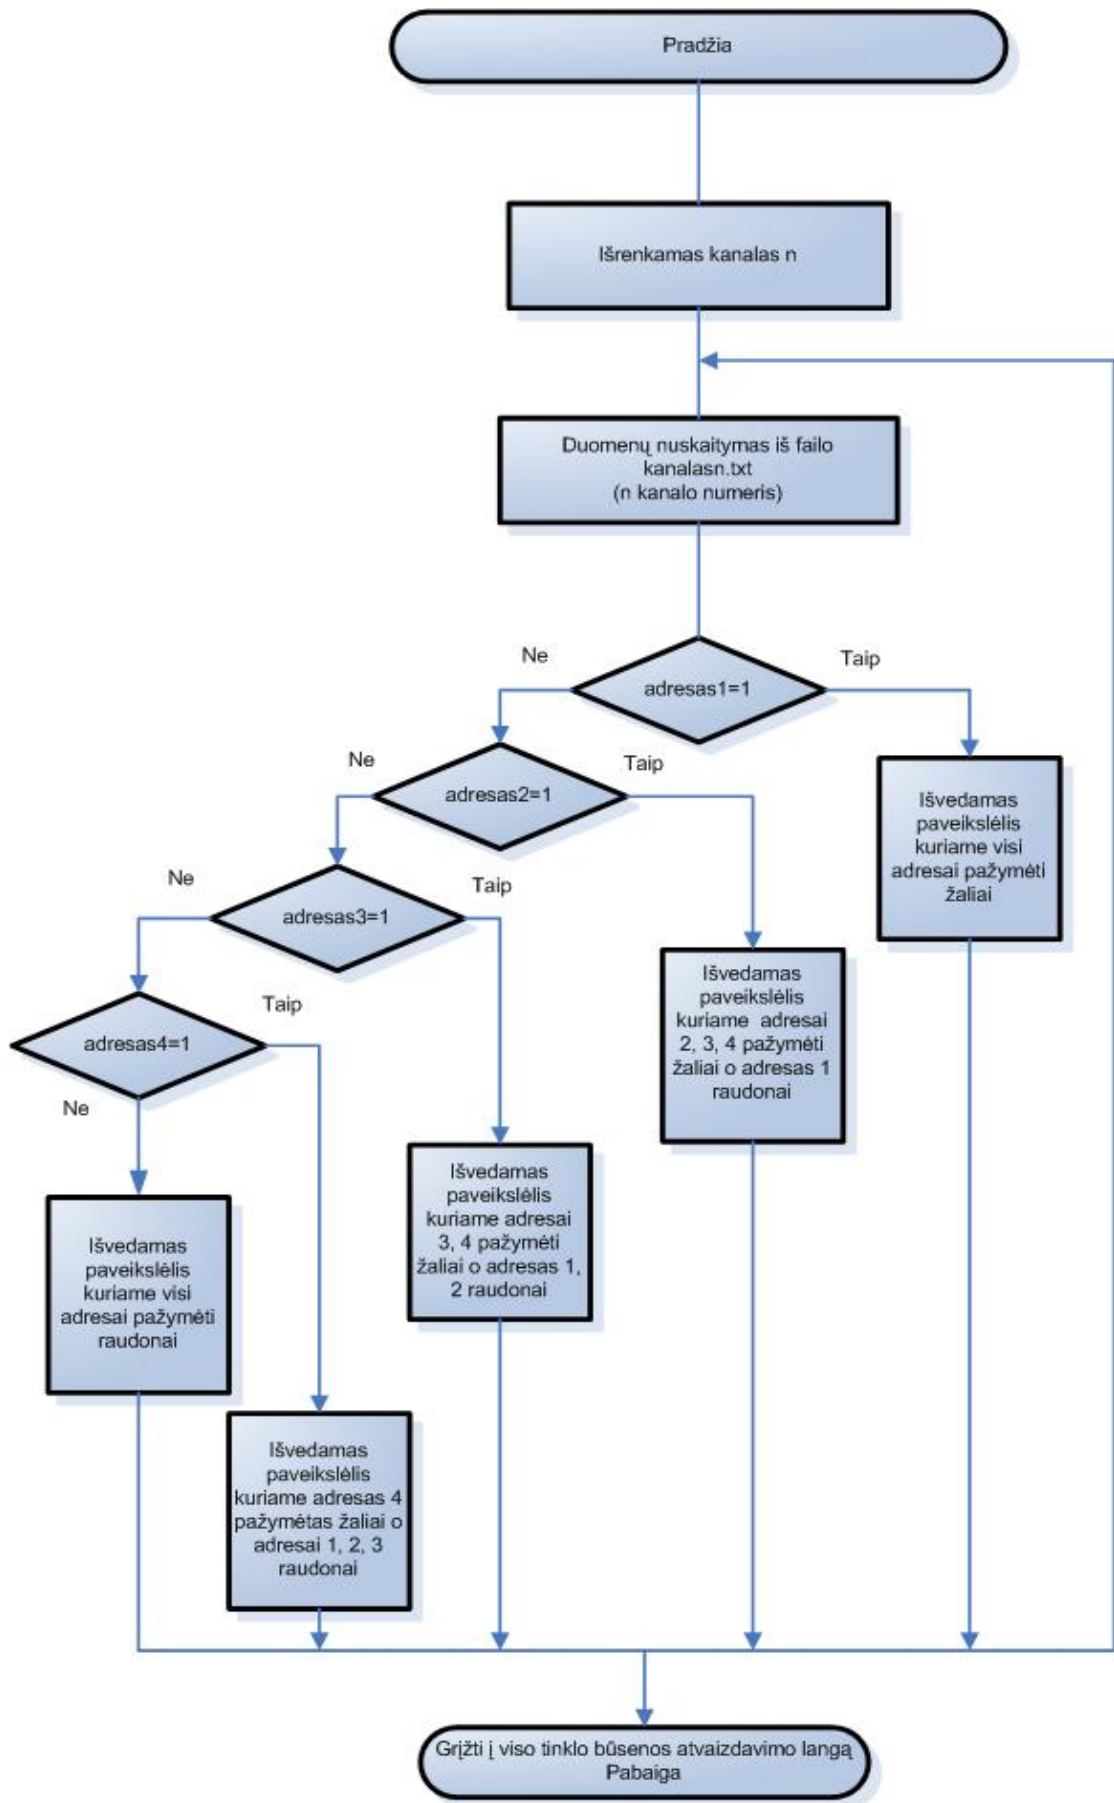 Pradžia
Išrenkamas kanalas n
Duomenų nuskaitymas iš failo
kanalasn.txt
(n kanalo numeris)
Ne
Taip
adresas1=1
Ne
Taip
adresas2=1
Išvedamas
paveikslėlis
kuriame visi
adresai pažymėti
žaliai
Ne
Taip
adresas3=1
Išvedamas
paveikslėlis
kuriame adresai
2, 3, 4 pažymėti
žaliai o adresas 1
raudonai
Taip
adresas4=1
Ne
Išvedamas
paveikslėlis
kuriame adresai
3, 4 pažymėti
žaliai o adresas 1,
2 raudonai
Išvedamas
paveikslėlis
kuriame visi
adresai pažymėti
raudonai
Išvedamas
paveikslėlis
kuriame adresas 4
pažymėtas žaliai o
adresai 1, 2, 3
raudonai
Grįžti į viso tinklo būsenos atvaizdavimo langą
Pabaiga